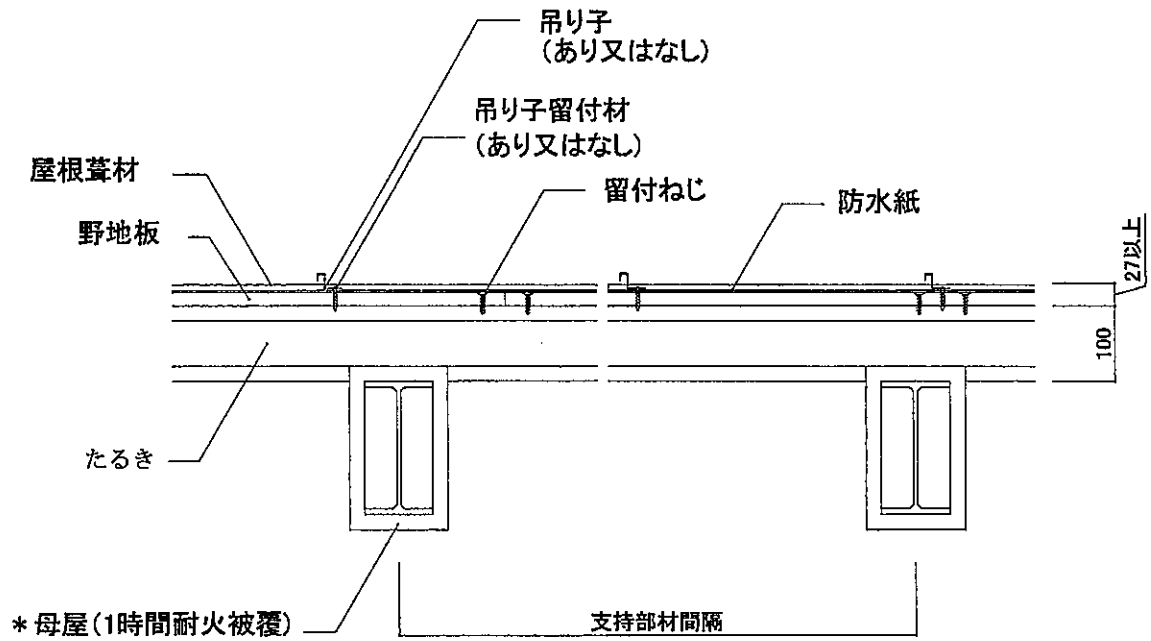 吊り子
(あり又はなし)
吊り子留付材
(あり又はなし)
屋根葺材
留付ねじ
防水紙
野地板
27以上
100
たるき
*母屋(1時間耐火被覆)
支持部材間隔